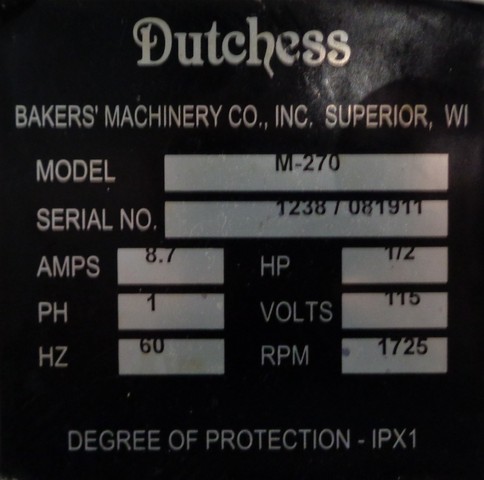 Dutchess
BAKERS' MACHINERY CO., INC. SUPERIOR, WI
MODEL M-270
SERIAL NO. 1238 / 081911
AMPS 8.7 HP 1/2
PH 1 VOLTS 115
HZ 60 RPM 1725
DEGREE OF PROTECTION - IPX1